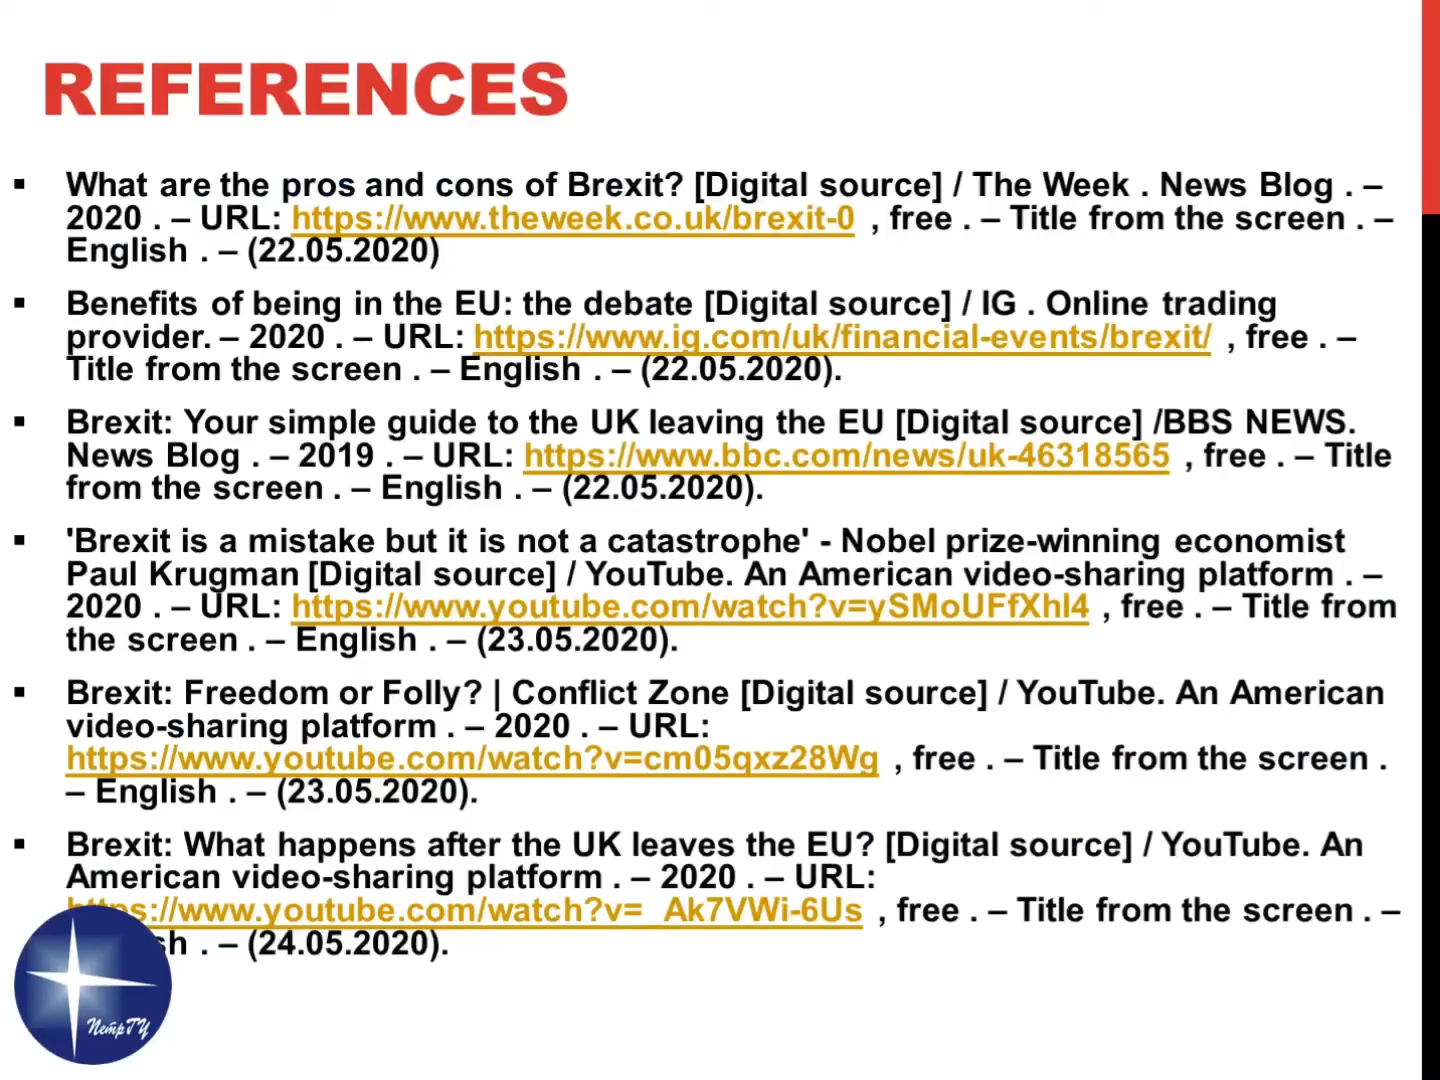 REFERENCES
▪ What are the pros and cons of Brexit? [Digital source] / The Week . News Blog . –
2020 . – URL: https://www.theweek.co.uk/brexit-0 , free . – Title from the screen . –
English . – (22.05.2020)
▪ Benefits of being in the EU: the debate [Digital source] / IG . Online trading
provider. – 2020 . – URL: https://www.ig.com/uk/financial-events/brexit/ , free . –
Title from the screen . – English . – (22.05.2020).
▪ Brexit: Your simple guide to the UK leaving the EU [Digital source] /BBS NEWS.
News Blog . – 2019 . – URL: https://www.bbc.com/news/uk-46318565 , free . – Title
from the screen . – English . – (22.05.2020).
▪ 'Brexit is a mistake but it is not a catastrophe' - Nobel prize-winning economist
Paul Krugman [Digital source] / YouTube. An American video-sharing platform . –
2020 . – URL: https://www.youtube.com/watch?v=ySMoUFfXhI4 , free . – Title from
the screen . – English . – (23.05.2020).
▪ Brexit: Freedom or Folly? | Conflict Zone [Digital source] / YouTube. An American
video-sharing platform . – 2020 . – URL:
https://www.youtube.com/watch?v=cm05qxz28Wg , free . – Title from the screen .
– English . – (23.05.2020).
▪ Brexit: What happens after the UK leaves the EU? [Digital source] / YouTube. An
American video-sharing platform . – 2020 . – URL:
https://www.youtube.com/watch?v=_Ak7VWi-6Us , free . – Title from the screen . –
sh . – (24.05.2020).
ПетрГУ